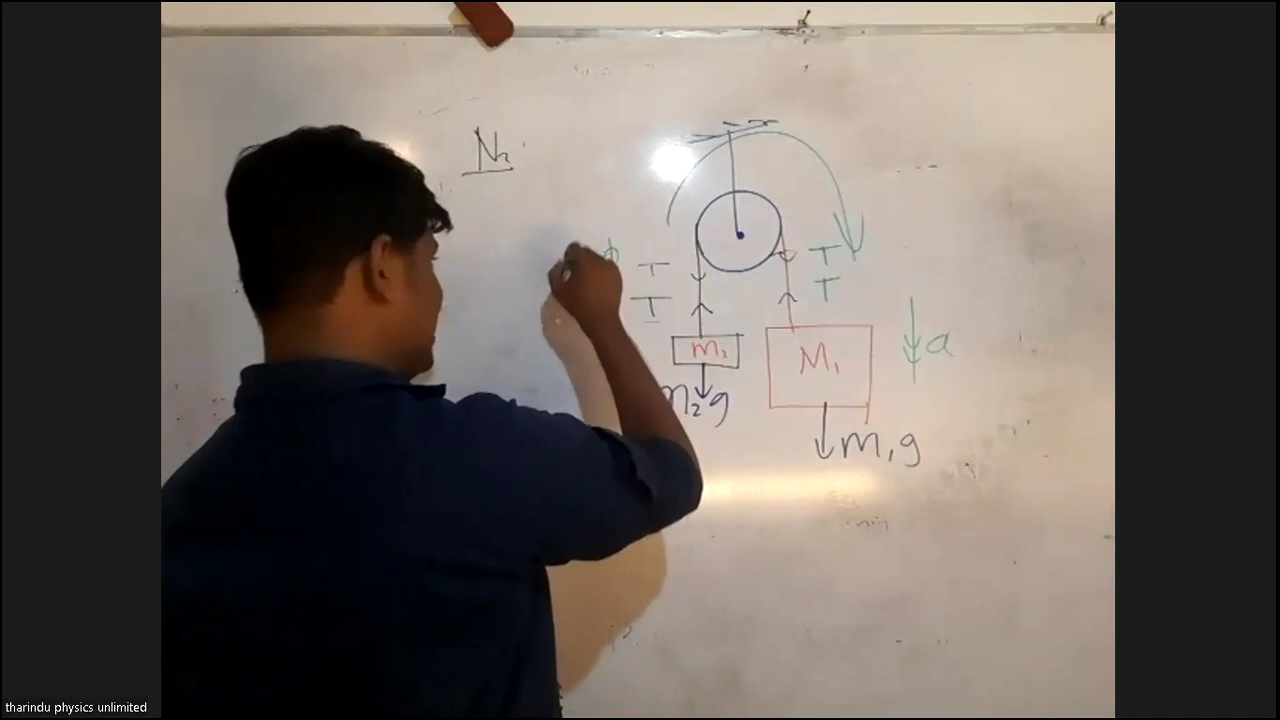 N₂
T T
T T
m₂ M₁ a
m₂g
m₁g
tharindu physics unlimited